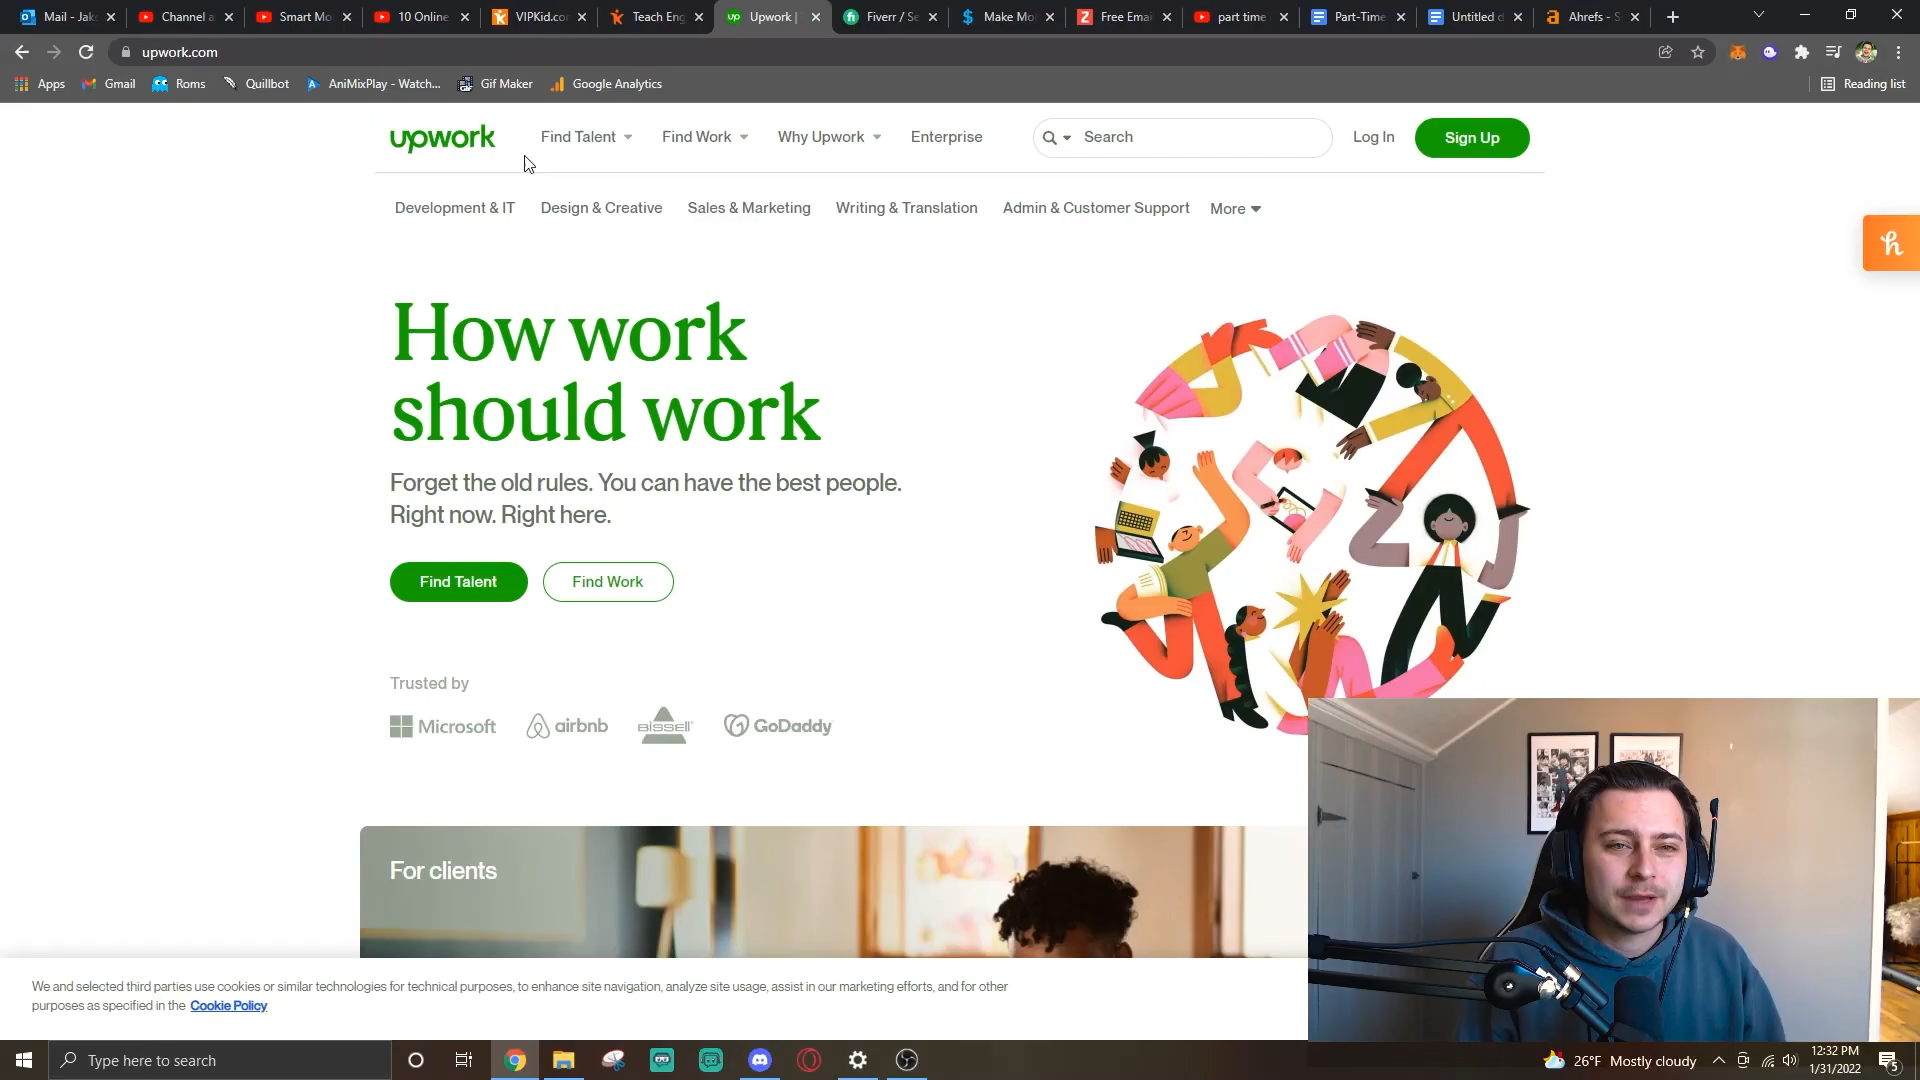 Mail - Jak
Channel a
Smart Mo
10 Online
VIPKid.co
Teach Eng
Upwork |
Fiverr / Se
Make Mo
Free Emai
part time
Part-Time
Untitled d
Ahrefs - S
upwork.com
Apps
Gmail
Roms
Quillbot
AniMixPlay - Watch...
Gif Maker
Google Analytics
Reading list
upwork
Find Talent
Find Work
Why Upwork
Enterprise
Search
Log In
Sign Up
Development & IT
Design & Creative
Sales & Marketing
Writing & Translation
Admin & Customer Support
More
How work
should work
Forget the old rules. You can have the best people.
Right now. Right here.
Find Talent
Find Work
Trusted by
Microsoft
airbnb
BISSELL
GoDaddy
For clients
We and selected third parties use cookies or similar technologies for technical purposes, to enhance site navigation, analyze site usage, assist in our marketing efforts, and for other
purposes as specified in the Cookie Policy
Type here to search
26°F Mostly cloudy
12:32 PM
1/31/2022
5